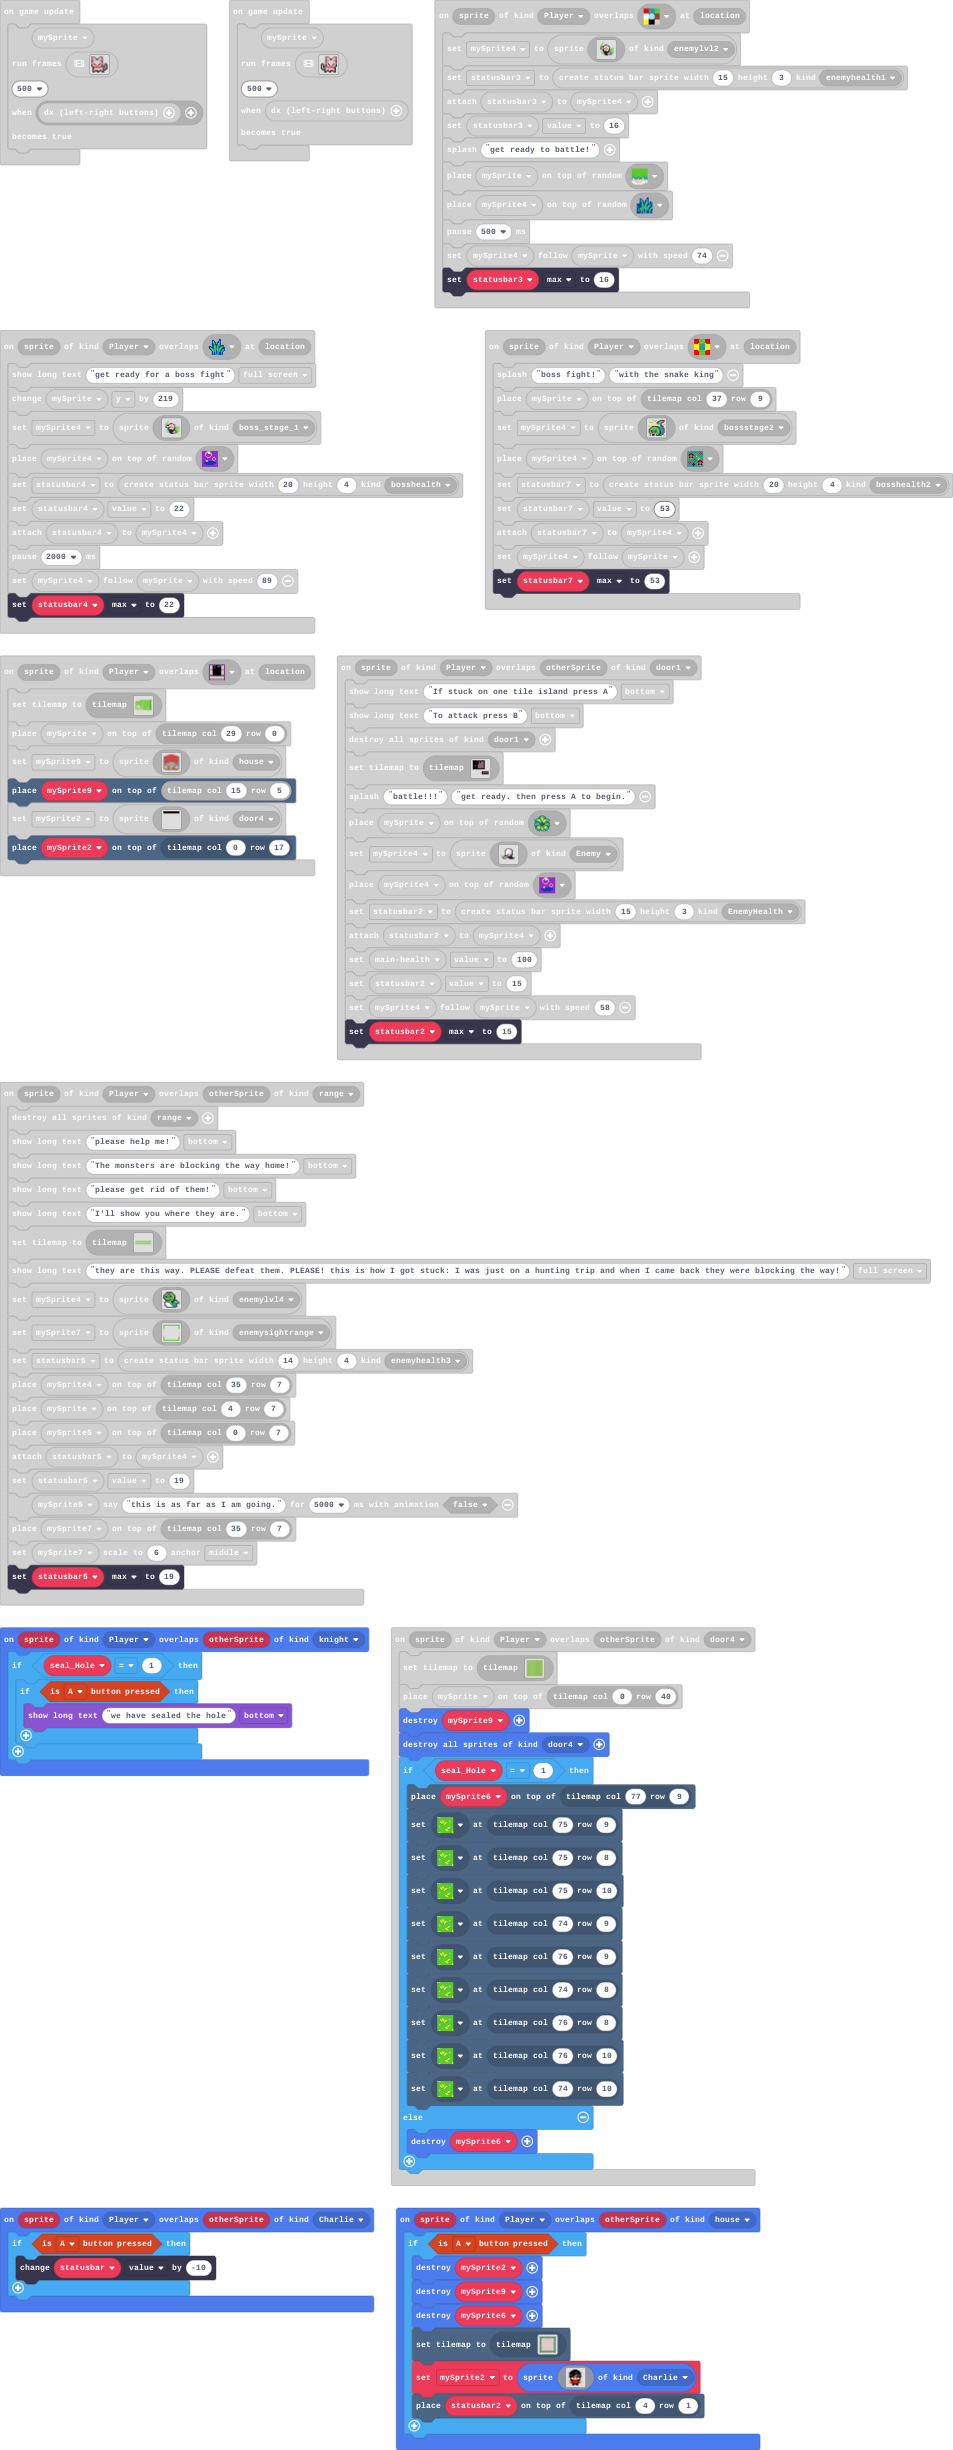 on game update
mySprite
run frames
500
when dx (left-right buttons)
becomes true
on game update
mySprite
run frames
500
when dx (left-right buttons)
becomes true
on sprite of kind Player overlaps at location
set mySprite4 to sprite of kind enemylvl2
set statusbar3 to create status bar sprite width 15 height 3 kind enemyhealth1
attach statusbar3 to mySprite4
set statusbar3 value to 16
splash "get ready to battle!"
place mySprite on top of random
place mySprite4 on top of random
pause 500 ms
set mySprite4 follow mySprite with speed 74
set statusbar3 max to 16
on sprite of kind Player overlaps at location
show long text "get ready for a boss fight" full screen
change mySprite y by 219
set mySprite4 to sprite of kind boss_stage_1
place mySprite4 on top of random
set statusbar4 to create status bar sprite width 20 height 4 kind bosshealth
set statusbar4 value to 22
attach statusbar4 to mySprite4
pause 2000 ms
set mySprite4 follow mySprite with speed 89
set statusbar4 max to 22
on sprite of kind Player overlaps at location
splash "boss fight!" "with the snake king"
place mySprite on top of tilemap col 37 row 9
set mySprite4 to sprite of kind bossstage2
place mySprite4 on top of random
set statusbar7 to create status bar sprite width 20 height 4 kind bosshealth2
set statusbar7 value to 53
attach statusbar7 to mySprite4
set mySprite4 follow mySprite
set statusbar7 max to 53
on sprite of kind Player overlaps at location
set tilemap to tilemap
place mySprite on top of tilemap col 29 row 0
set mySprite9 to sprite of kind house
place mySprite9 on top of tilemap col 15 row 5
set mySprite2 to sprite of kind door4
place mySprite2 on top of tilemap col 0 row 17
on sprite of kind Player overlaps otherSprite of kind door1
show long text "If stuck on one tile island press A" bottom
show long text "To attack press B" bottom
destroy all sprites of kind door1
set tilemap to tilemap
splash "battle!!!" "get ready. then press A to begin."
place mySprite on top of random
set mySprite4 to sprite of kind Enemy
place mySprite4 on top of random
set statusbar2 to create status bar sprite width 15 height 3 kind EnemyHealth
attach statusbar2 to mySprite4
set main-health value to 100
set statusbar2 value to 15
set mySprite4 follow mySprite with speed 58
set statusbar2 max to 15
on sprite of kind Player overlaps otherSprite of kind range
destroy all sprites of kind range
show long text "please help me!" bottom
show long text "The monsters are blocking the way home!" bottom
show long text "please get rid of them!" bottom
show long text "I'll show you where they are." bottom
set tilemap to tilemap
show long text "they are this way. PLEASE defeat them. PLEASE! this is how I got stuck: I was just on a hunting trip and when I came back they were blocking the way!" full screen
set mySprite4 to sprite of kind enemylvl4
set mySprite7 to sprite of kind enemysightrange
set statusbar5 to create status bar sprite width 14 height 4 kind enemyhealth3
place mySprite4 on top of tilemap col 35 row 7
place mySprite on top of tilemap col 4 row 7
place mySprite5 on top of tilemap col 0 row 7
attach statusbar5 to mySprite4
set statusbar5 value to 19
mySprite5 say "this is as far as I am going." for 5000 ms with animation false
place mySprite7 on top of tilemap col 35 row 7
set mySprite7 scale to 6 anchor middle
set statusbar5 max to 19
on sprite of kind Player overlaps otherSprite of kind knight
if seal_Hole = 1 then
if is A button pressed then
show long text "we have sealed the hole" bottom
on sprite of kind Player overlaps otherSprite of kind door4
set tilemap to tilemap
place mySprite on top of tilemap col 0 row 40
destroy mySprite9
destroy all sprites of kind door4
if seal_Hole = 1 then
place mySprite6 on top of tilemap col 77 row 9
set at tilemap col 75 row 9
set at tilemap col 75 row 8
set at tilemap col 75 row 10
set at tilemap col 74 row 9
set at tilemap col 76 row 9
set at tilemap col 74 row 8
set at tilemap col 76 row 8
set at tilemap col 76 row 10
set at tilemap col 74 row 10
else
destroy mySprite6
on sprite of kind Player overlaps otherSprite of kind Charlie
if is A button pressed then
change statusbar value by -10
on sprite of kind Player overlaps otherSprite of kind house
if is A button pressed then
destroy mySprite2
destroy mySprite9
destroy mySprite6
set tilemap to tilemap
set mySprite2 to sprite of kind Charlie
place statusbar2 on top of tilemap col 4 row 1